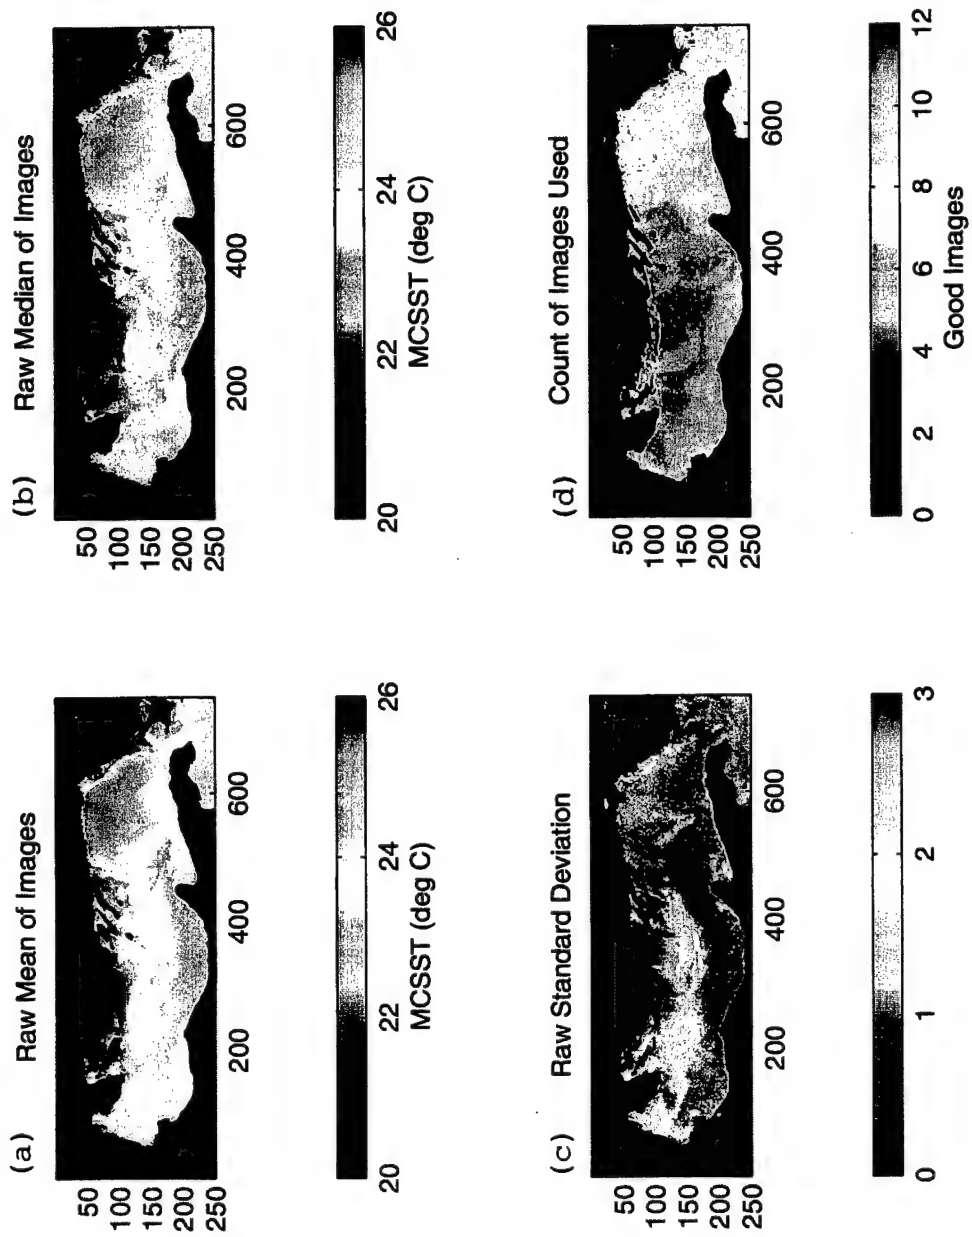 (a) Raw Mean of Images
50
100
150
200
250
200 400 600
20 22 24 26
MCSST (deg C)
(b) Raw Median of Images
50
100
150
200
250
200 400 600
20 22 24 26
MCSST (deg C)
(c) Raw Standard Deviation
50
100
150
200
250
200 400 600
0 1 2 3
(d) Count of Images Used
50
100
150
200
250
200 400 600
0 2 4 6 8 10 12
Good Images